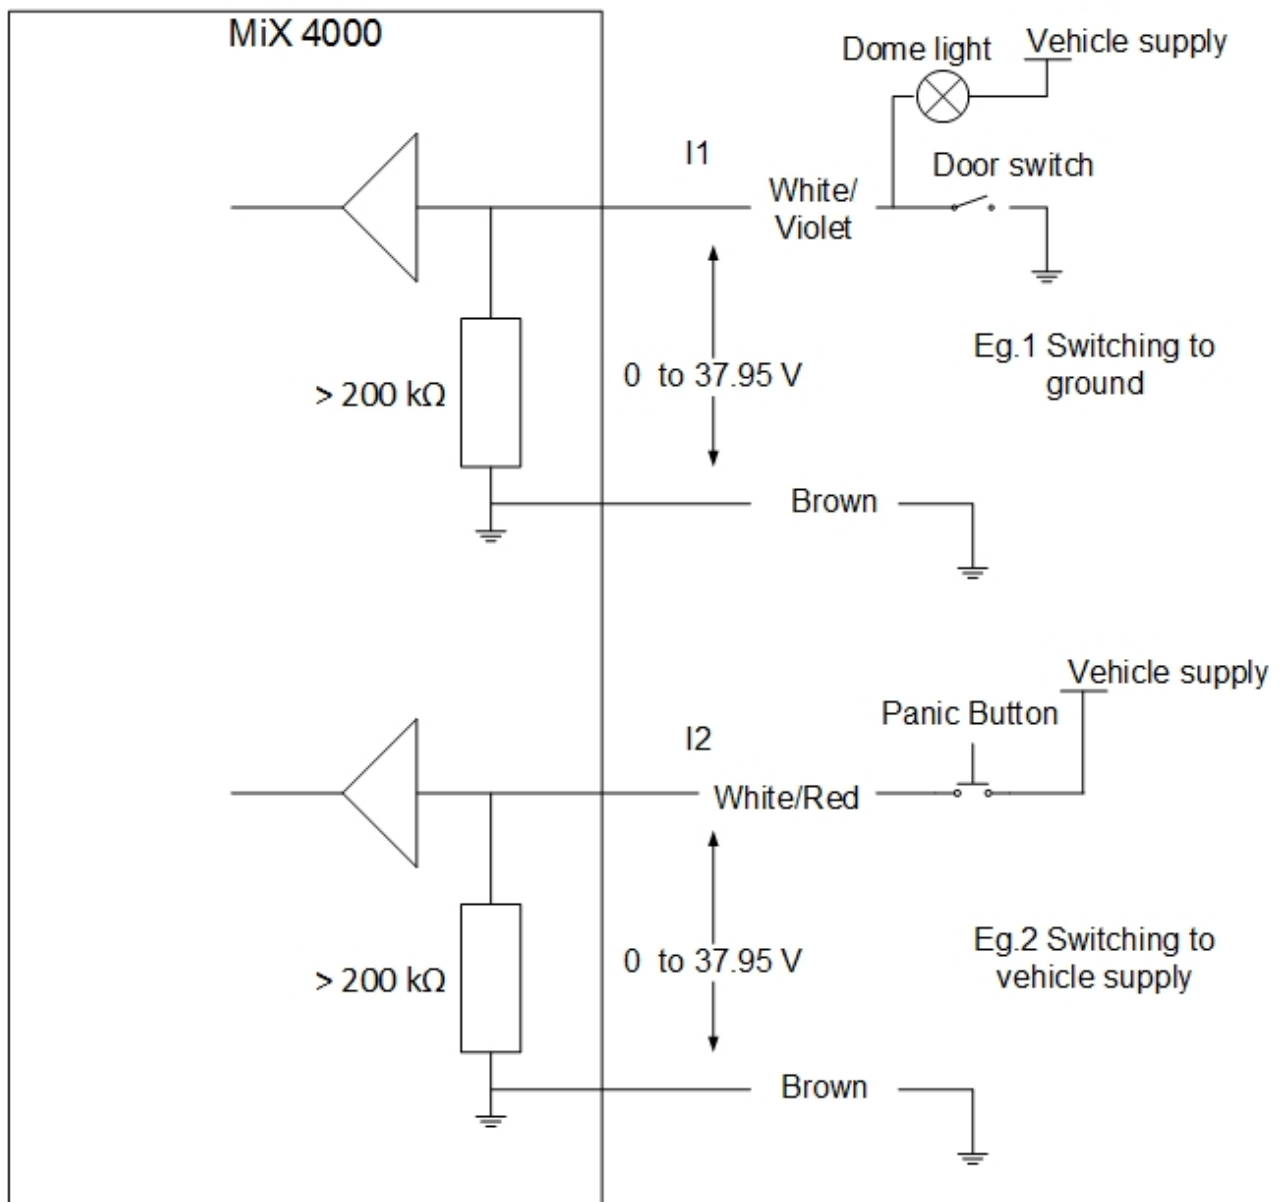 MiX 4000
Dome light
Vehicle supply
I1
White/
Violet
Door switch
> 200 kΩ
0 to 37.95 V
Eg.1 Switching to
ground
Brown
Vehicle supply
Panic Button
I2
White/Red
> 200 kΩ
0 to 37.95 V
Eg.2 Switching to
vehicle supply
Brown